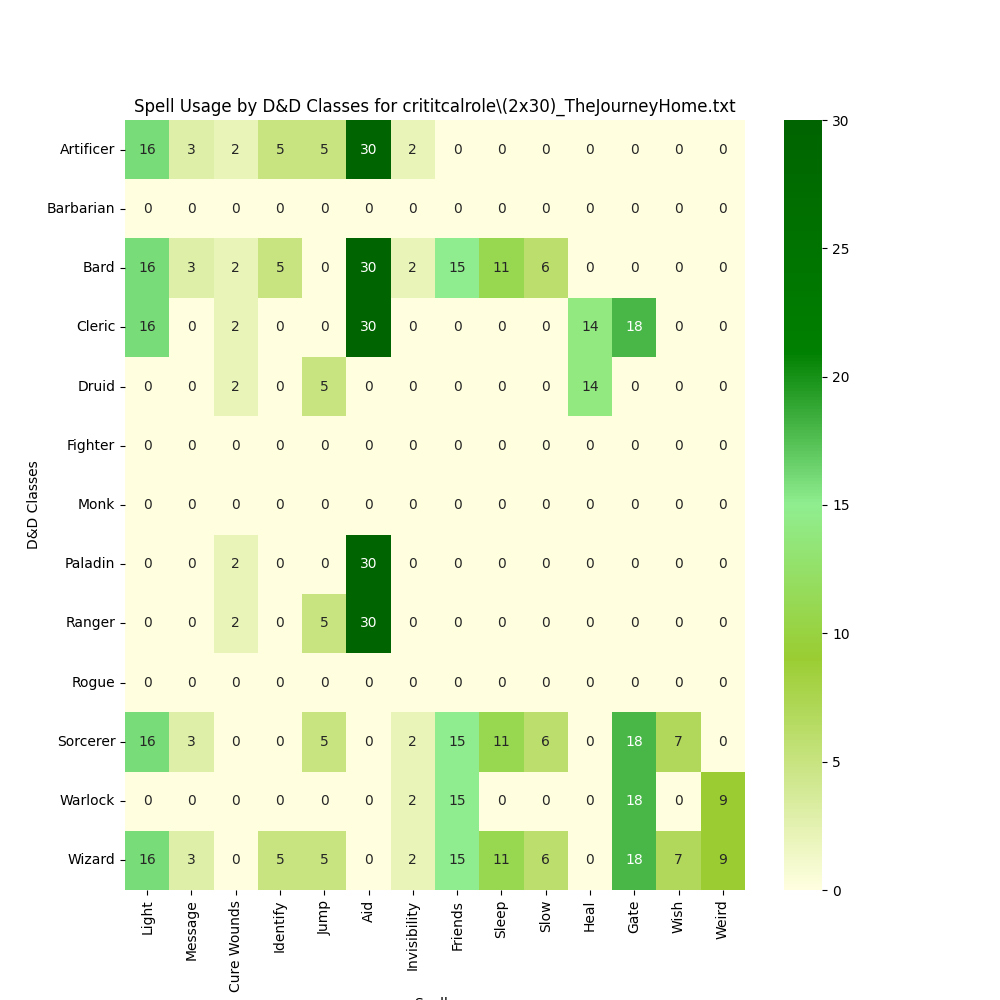 Spell Usage by D&D Classes for crititcalrole\(2x30)_TheJourneyHome.txt
D&D Classes
Artificer 16 3 2 5 5 30 2 0 0 0 0 0 0 0
Barbarian 0 0 0 0 0 0 0 0 0 0 0 0 0 0
Bard 16 3 2 5 0 30 2 15 11 6 0 0 0 0
Cleric 16 0 2 0 0 30 0 0 0 0 14 18 0 0
Druid 0 0 2 0 5 0 0 0 0 0 14 0 0 0
Fighter 0 0 0 0 0 0 0 0 0 0 0 0 0 0
Monk 0 0 0 0 0 0 0 0 0 0 0 0 0 0
Paladin 0 0 2 0 0 30 0 0 0 0 0 0 0 0
Ranger 0 0 2 0 5 30 0 0 0 0 0 0 0 0
Rogue 0 0 0 0 0 0 0 0 0 0 0 0 0 0
Sorcerer 16 3 0 0 5 0 2 15 11 6 0 18 7 0
Warlock 0 0 0 0 0 0 2 15 0 0 0 18 0 9
Wizard 16 3 0 5 5 0 2 15 11 6 0 18 7 9
Light Message Cure Wounds Identify Jump Aid Invisibility Friends Sleep Slow Heal Gate Wish Weird
30
25
20
15
10
5
0